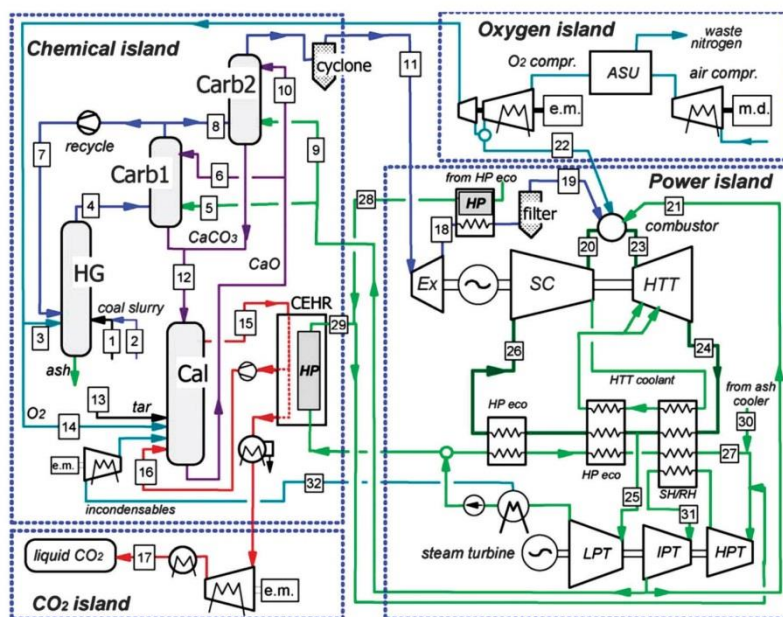 Chemical island
Oxygen island
waste
nitrogen
O2 compr.
ASU
air compr.
e.m.
m.d.
cyclone
11
10
Carb2
7
recycle
8
9
22
Carb1
6
5
4
CaCO3
CaO
HG
12
coal slurry
3
1
2
ash
O2
14
13
tar
Cal
15
16
CEHR
HP
29
e.m.
incondensables
32
28
Power island
from HP eco
HP
19
filter
18
21
combustor
20
23
Ex
SC
HTT
26
24
HTT coolant
from ash
cooler
30
HP eco
HP eco
27
SH/RH
25
31
steam turbine
LPT
IPT
HPT
liquid CO2
17
e.m.
CO2 island